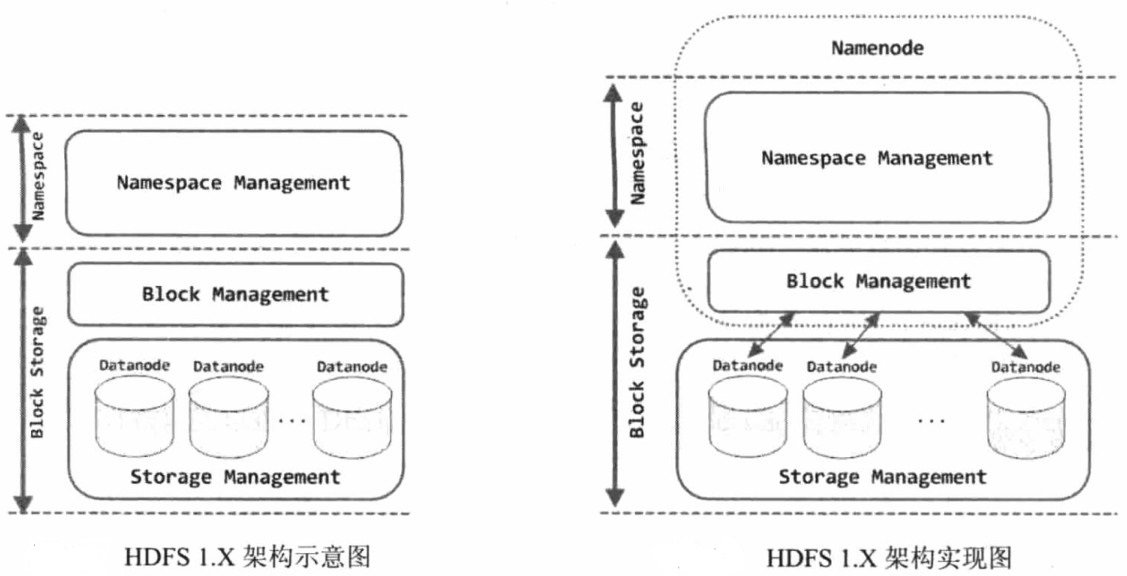 Namespace
Namespace Management
Block Storage
Block Management
Datanode Datanode Datanode
...
Storage Management
HDFS 1.X 架构示意图
Namenode
Namespace
Namespace Management
Block Storage
Block Management
Datanode Datanode Datanode
...
Storage Management
HDFS 1.X 架构实现图